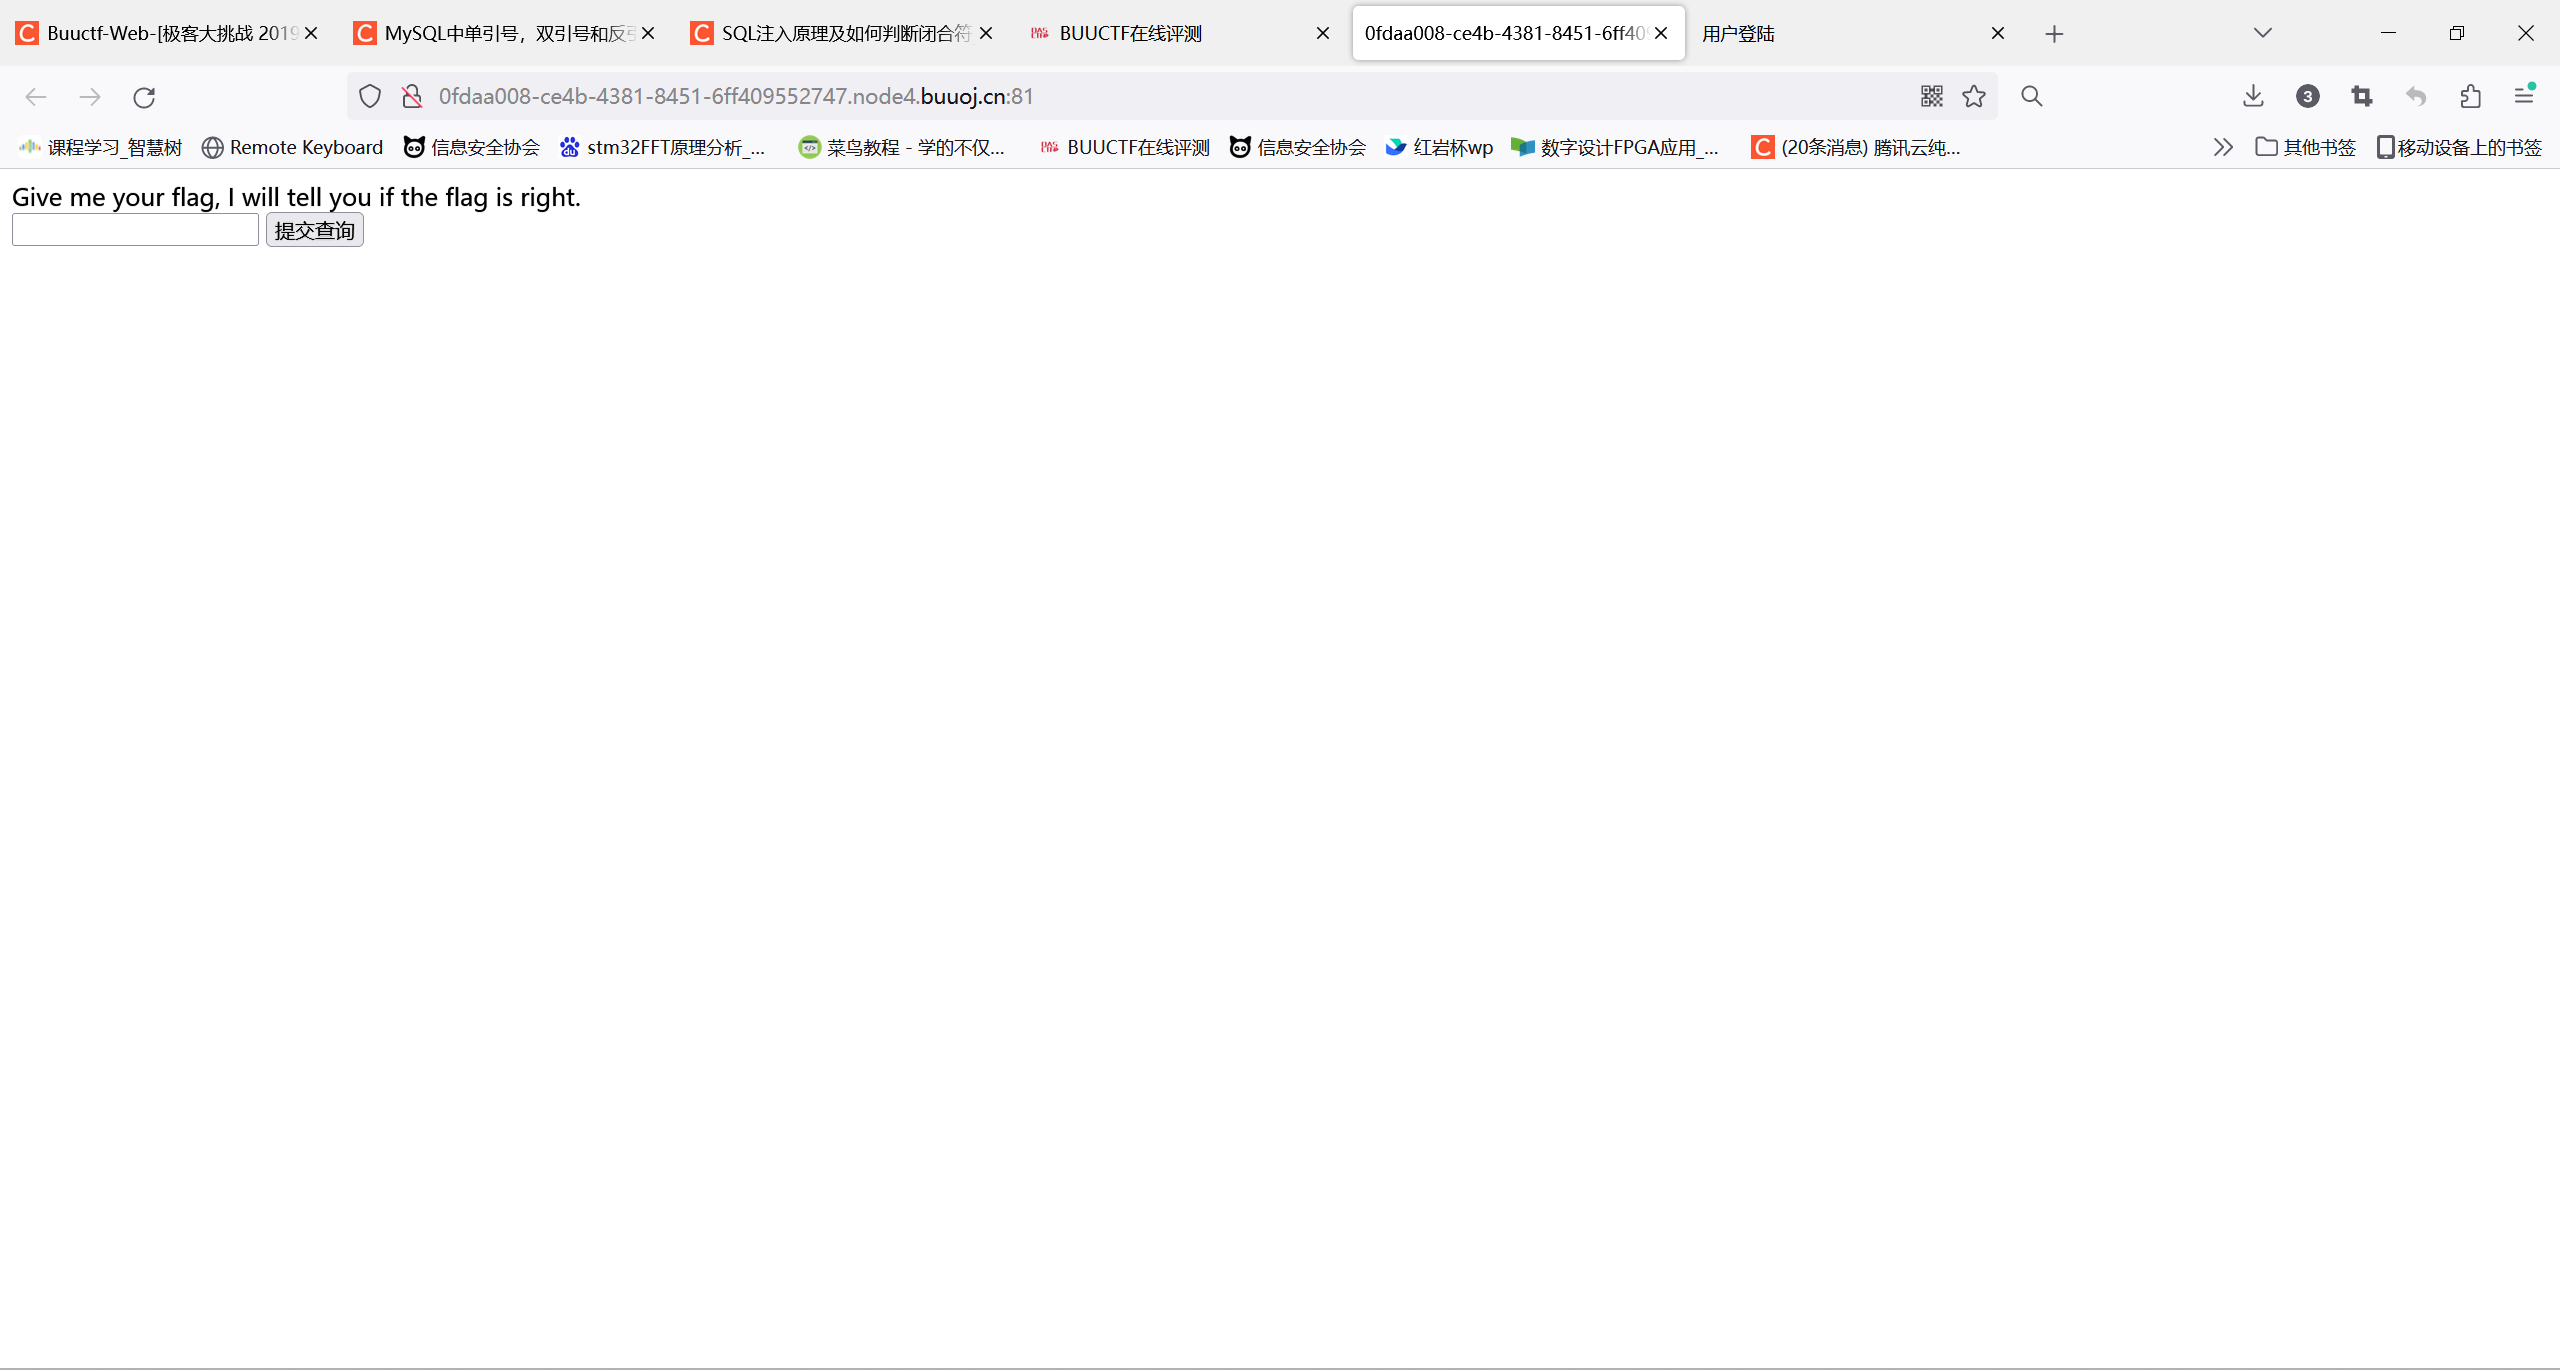 Buuctf-Web-[极客大挑战 2019
MySQL中单引号，双引号和反引
SQL注入原理及如何判断闭合符
BUUCTF在线评测
0fdaa008-ce4b-4381-8451-6ff409
用户登陆
0fdaa008-ce4b-4381-8451-6ff409552747.node4.buuoj.cn:81
3
课程学习_智慧树
Remote Keyboard
信息安全协会
stm32FFT原理分析_...
菜鸟教程 - 学的不仅...
BUUCTF在线评测
信息安全协会
红岩杯wp
数字设计FPGA应用_...
(20条消息) 腾讯云纯...
其他书签
移动设备上的书签
Give me your flag, I will tell you if the flag is right.
提交查询